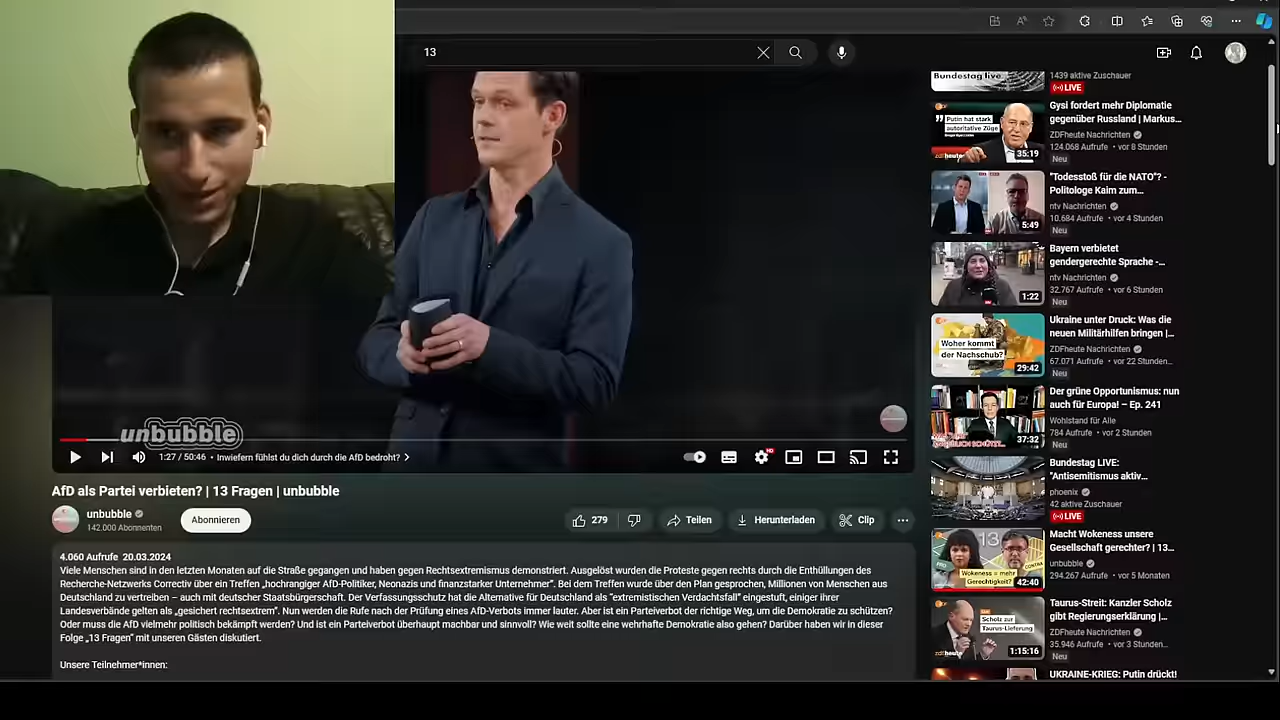 13
unbubble
1:27 / 50:46 • Inwiefern fühlst du dich durch die AfD bedroht? >
AfD als Partei verbieten? | 13 Fragen | unbubble
unbubble
142.000 Abonnenten
Abonnieren
279
Teilen
Herunterladen
Clip
4.060 Aufrufe 20.03.2024
Viele Menschen sind in den letzten Monaten auf die Straße gegangen und haben gegen Rechtsextremismus demonstriert. Ausgelöst wurden die Proteste gegen rechts durch die Enthüllungen des
Recherche-Netzwerks Correctiv über ein Treffen „hochrangiger AfD-Politiker, Neonazis und finanzstarker Unternehmer“. Bei dem Treffen wurde über den Plan gesprochen, Millionen von Menschen aus
Deutschland zu vertreiben – auch mit deutscher Staatsbürgerschaft. Der Verfassungsschutz hat die Alternative für Deutschland als "extremistischen Verdachtsfall" eingestuft, einige ihrer
Landesverbände gelten als „gesichert rechtsextrem“. Nun werden die Rufe nach der Prüfung eines AfD-Verbots immer lauter. Aber ist ein Parteiverbot der richtige Weg, um die Demokratie zu schützen?
Oder muss die AfD vielmehr politisch bekämpft werden? Und ist ein Parteiverbot überhaupt machbar und sinnvoll? Wie weit sollte eine wehrhafte Demokratie also gehen? Darüber haben wir in dieser
Folge „13 Fragen“ mit unseren Gästen diskutiert.
Unsere Teilnehmer*innen:
Bundestag live
1439 aktive Zuschauer
LIVE
Putin hat stark
autoritative Züge
zdfheute
35:19
Gysi fordert mehr Diplomatie
gegenüber Russland | Markus...
ZDFheute Nachrichten
124.068 Aufrufe • vor 8 Stunden
Neu
5:49
"Todesstoß für die NATO"? -
Politologe Kaim zum...
ntv Nachrichten
10.684 Aufrufe • vor 4 Stunden
Neu
1:22
Bayern verbietet
gendergerechte Sprache -...
ntv Nachrichten
32.767 Aufrufe • vor 6 Stunden
Neu
Woher kommt
der Nachschub?
29:42
Ukraine unter Druck: Was die
neuen Militärhilfen bringen |...
ZDFheute Nachrichten
67.071 Aufrufe • vor 22 Stunden...
Neu
37:32
Der grüne Opportunismus: nun
auch für Europa! – Ep. 241
Wohlstand für Alle
784 Aufrufe • vor 2 Stunden
Neu
Bundestag LIVE:
"Antisemitismus aktiv...
phoenix
42 aktive Zuschauer
LIVE
13
PRO
CONTRA
Wokeness = mehr
Gerechtigkeit?
42:40
Macht Wokeness unsere
Gesellschaft gerechter? | 13...
unbubble
294.267 Aufrufe • vor 5 Monaten
Scholz zur
Taurus-Lieferung
zdfheute
1:15:16
Taurus-Streit: Kanzler Scholz
gibt Regierungserklärung |...
ZDFheute Nachrichten
35.946 Aufrufe • vor 3 Stunden...
Neu
UKRAINE-KRIEG: Putin drückt!